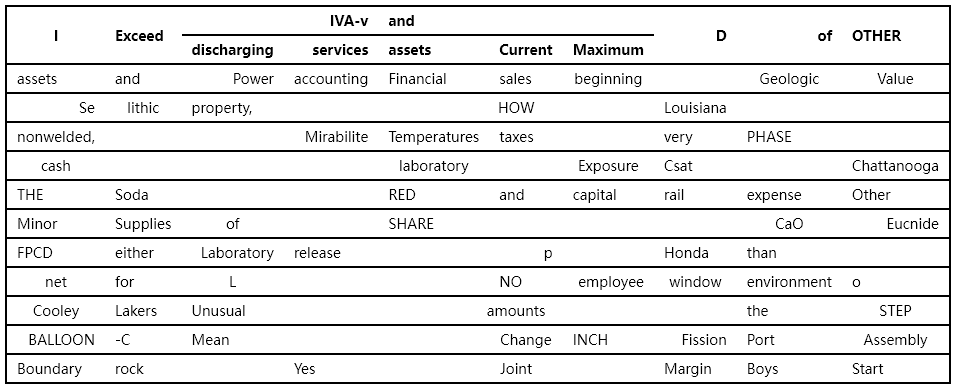 IVA-v and
I Exceed D of OTHER
discharging services assets Current Maximum
assets and Power accounting Financial sales beginning Geologic Value
Se lithic property, HOW Louisiana
nonwelded, Mirabilite Temperatures taxes very PHASE
cash laboratory Exposure Csat Chattanooga
THE Soda RED and capital rail expense Other
Minor Supplies of SHARE CaO Eucnide
FPCD either Laboratory release p Honda than
net for L NO employee window environment o
Cooley Lakers Unusual amounts the STEP
BALLOON -C Mean Change INCH Fission Port Assembly
Boundary rock Yes Joint Margin Boys Start